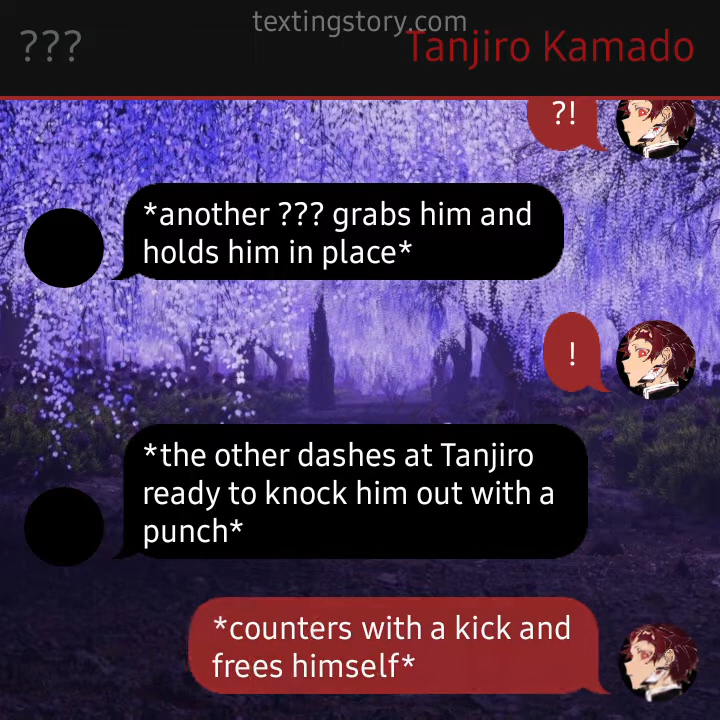 textingstory.com
???
Tanjiro Kamado
?!
*another ??? grabs him and
holds him in place*
!
*the other dashes at Tanjiro
ready to knock him out with a
punch*
*counters with a kick and
frees himself*